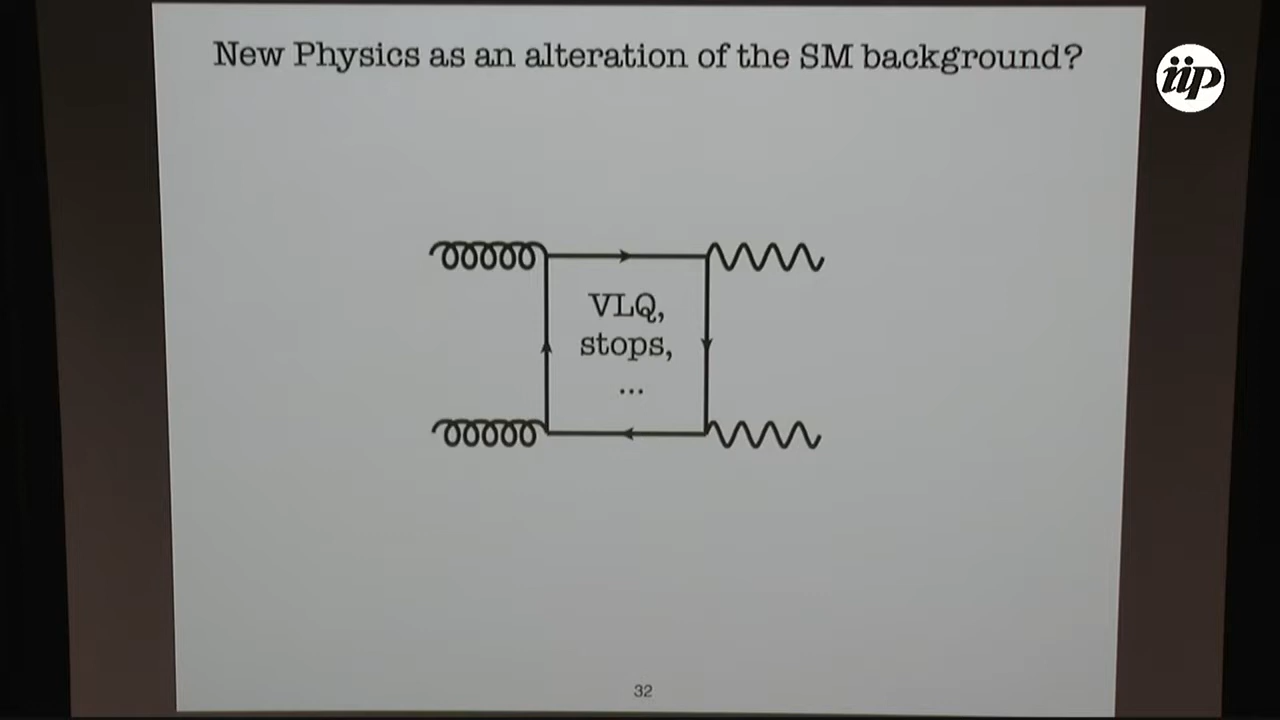 New Physics as an alteration of the SM background?
iip
VLQ,
stops,
...
32